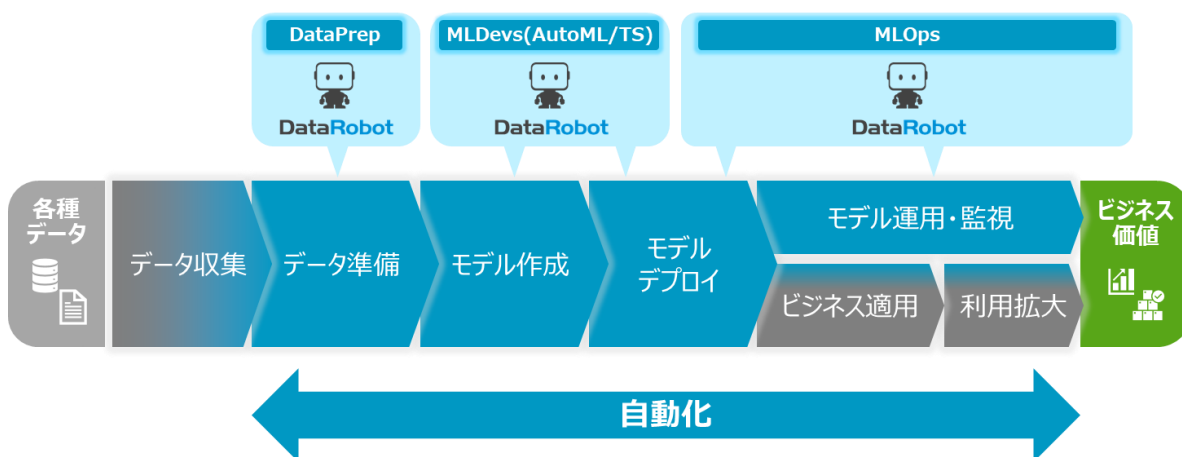 DataPrep
DataRobot
MLDevs(AutoML/TS)
DataRobot
MLOps
DataRobot
各種
データ
データ収集
データ準備
モデル作成
モデル
デプロイ
モデル運用・監視
ビジネス適用
利用拡大
ビジネス
価値
自動化